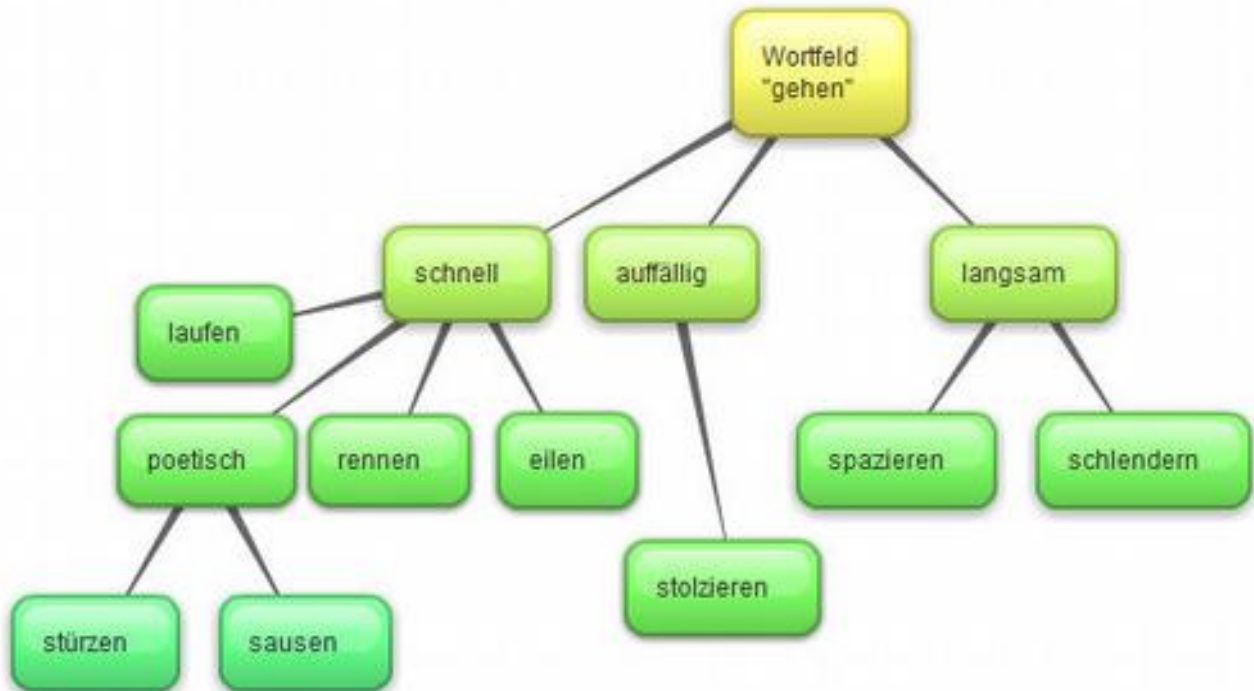 Wortfeld
"gehen"
schnell
auffällig
langsam
laufen
poetisch
rennen
eilen
spazieren
schlendern
stolzieren
stürzen
sausen